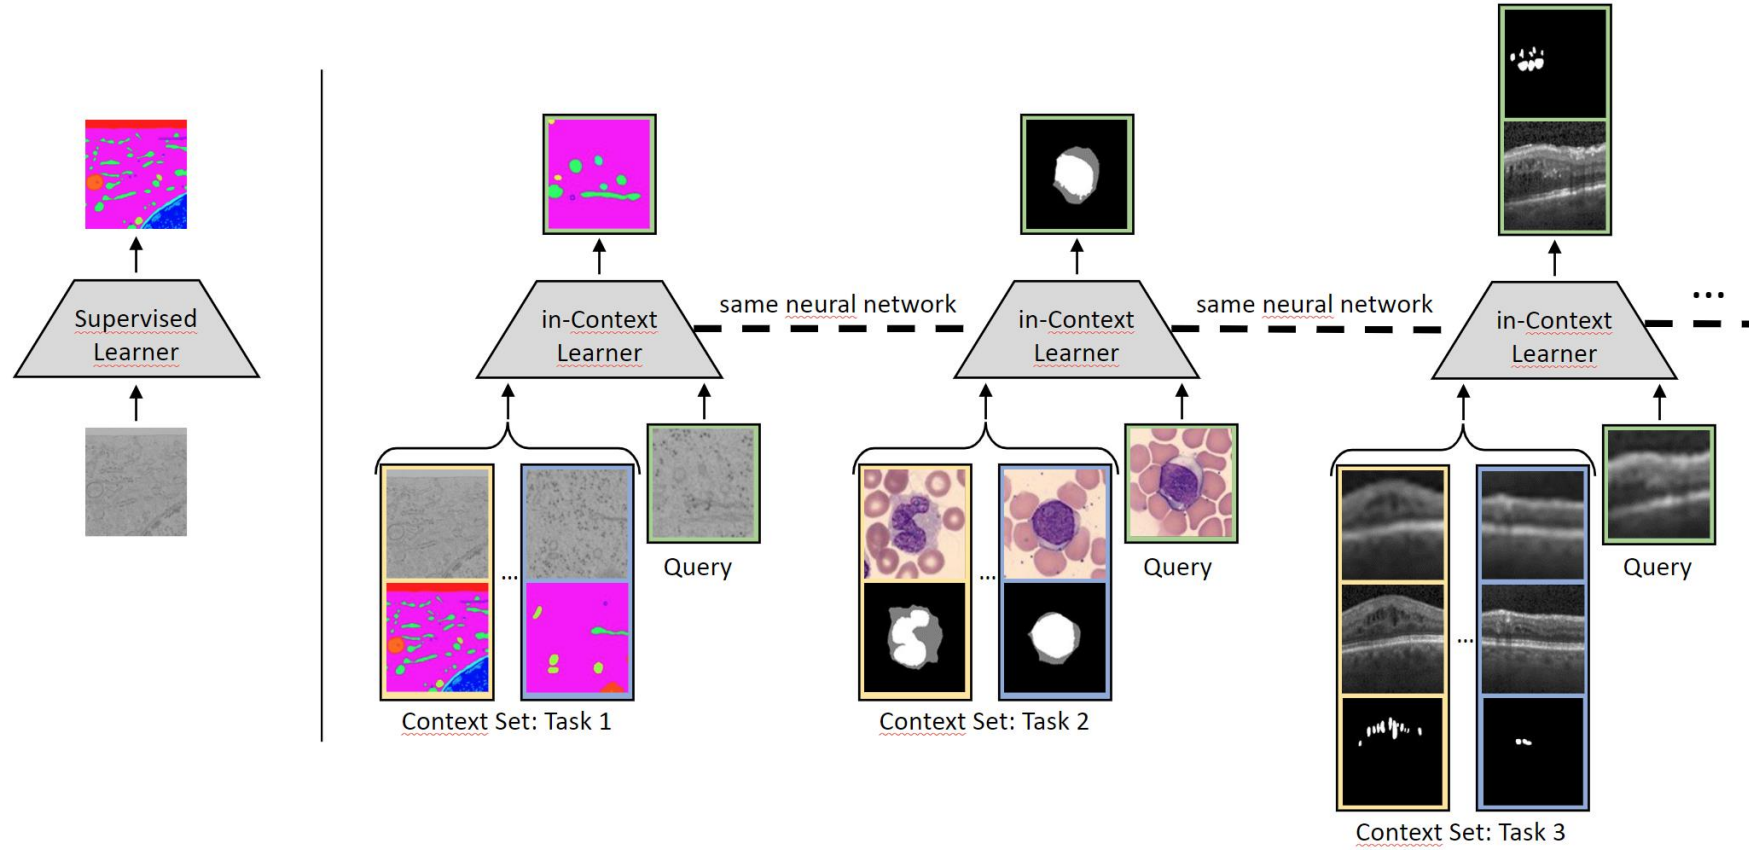 Supervised
Learner
in-Context
Learner
same neural network
in-Context
Learner
same neural network
in-Context
Learner
...
Query
...
Context Set: Task 1
Query
...
Context Set: Task 2
Query
...
Context Set: Task 3